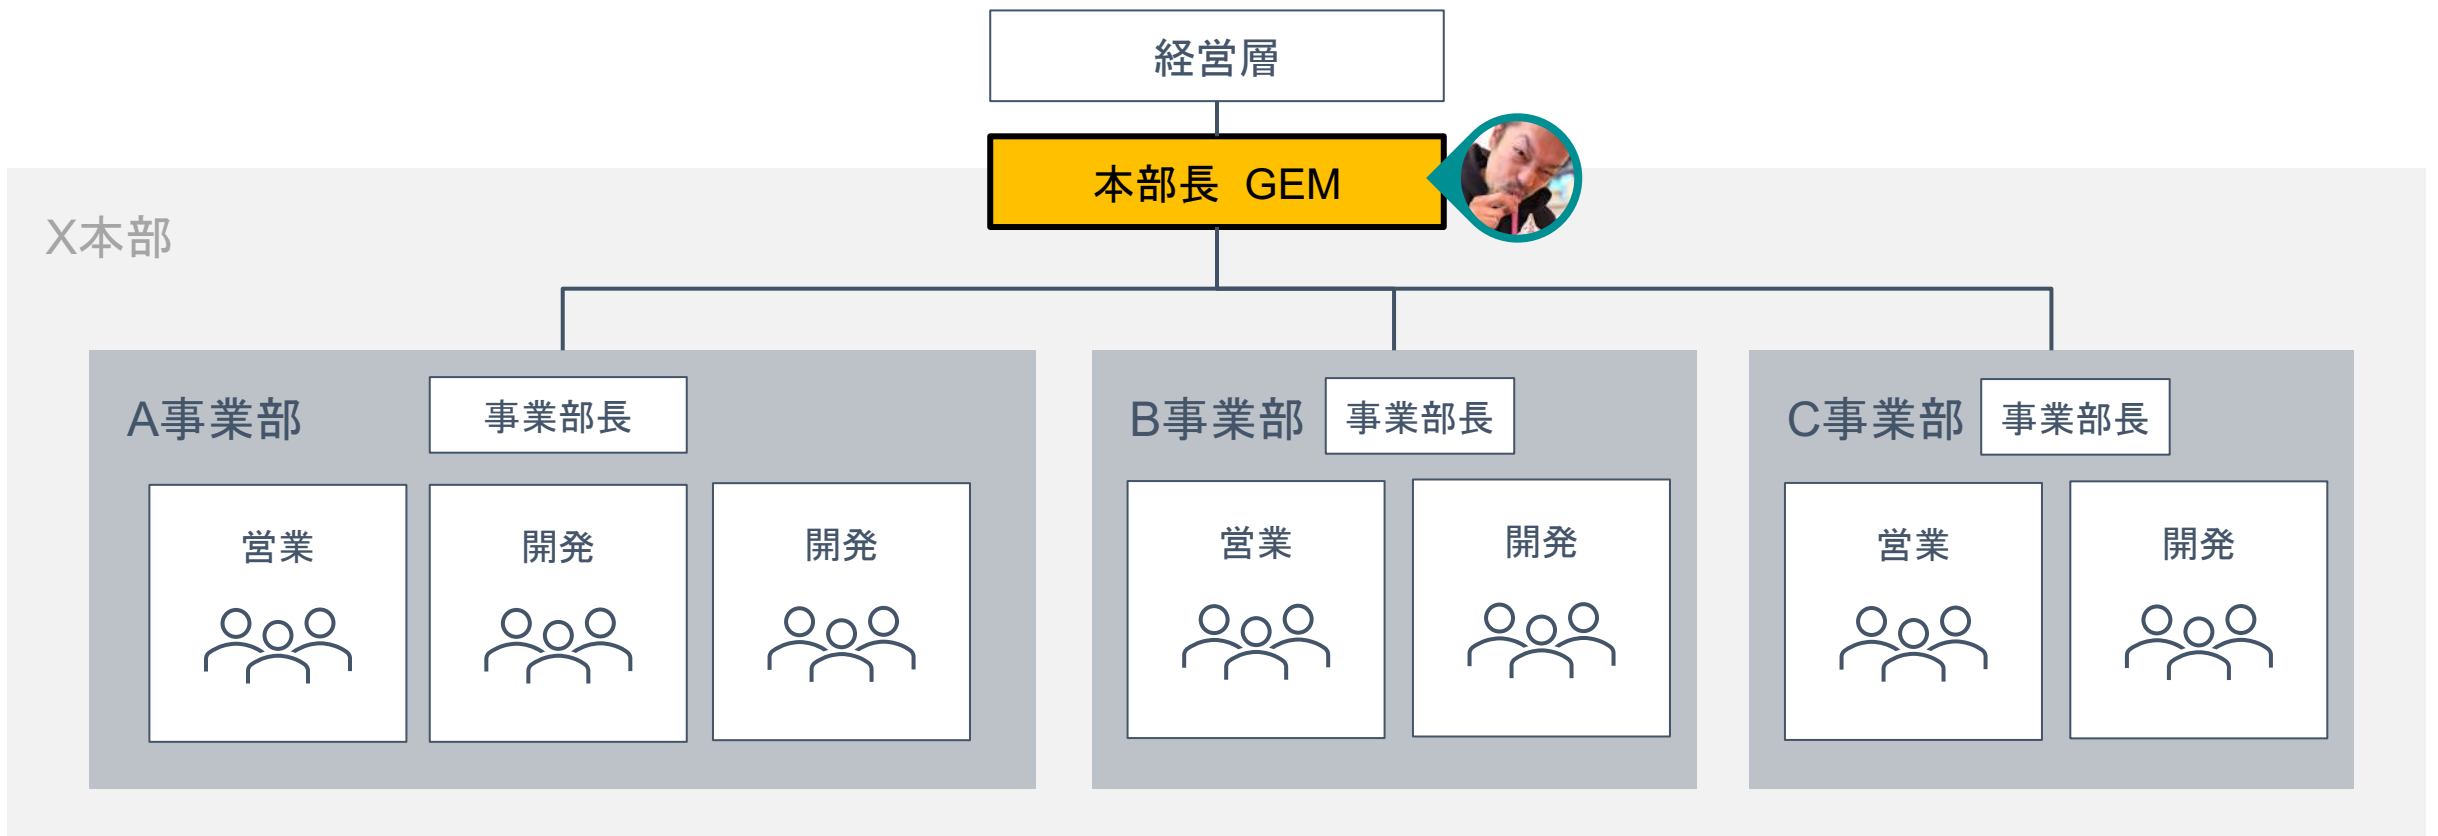 経営層
本部長 GEM
X本部
A事業部
事業部長
営業
開発
開発
B事業部
事業部長
営業
開発
C事業部
事業部長
営業
開発